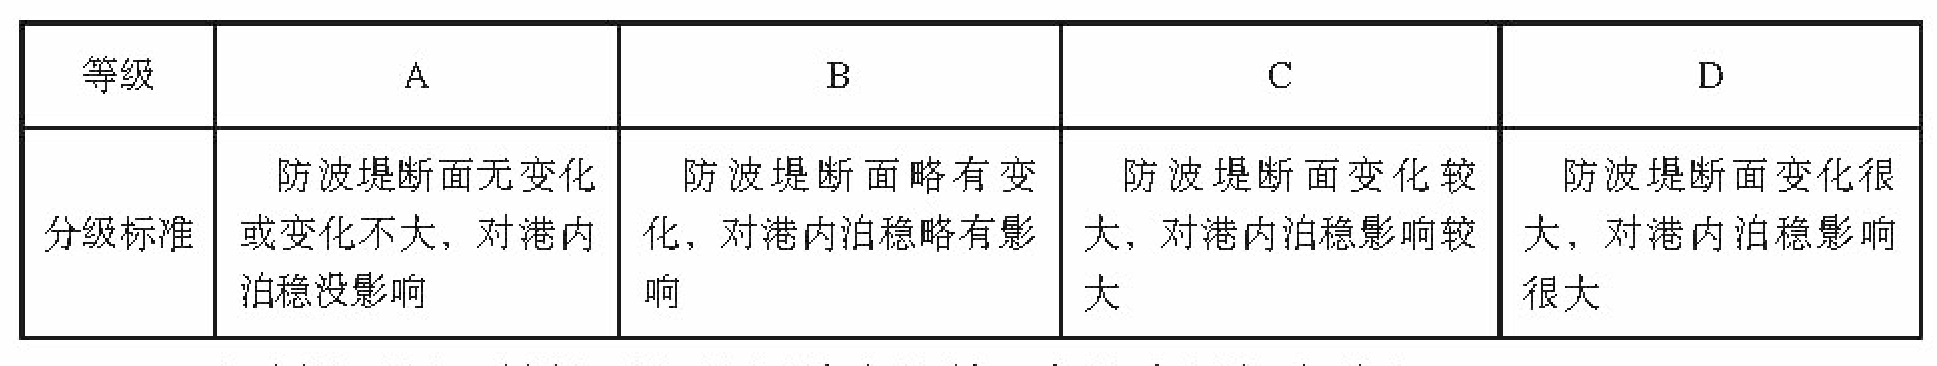 等级 A B C D
分级标准
防波堤断面无变化
或变化不大，对港内
泊稳没影响
防波堤断面略有变
化，对港内泊稳略有影
响
防波堤断面变化较
大，对港内泊稳影响较
大
防波堤断面变化很
大，对港内泊稳影响
很大